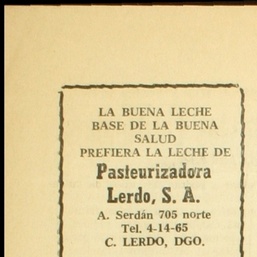 LA BUENA LECHE
BASE DE LA BUENA
SALUD
PREFIERA LA LECHE DE
Pasteurizadora
Lerdo, S. A.
A. Serdán 705 norte
Tel. 4-14-65
C. LERDO, DGO.